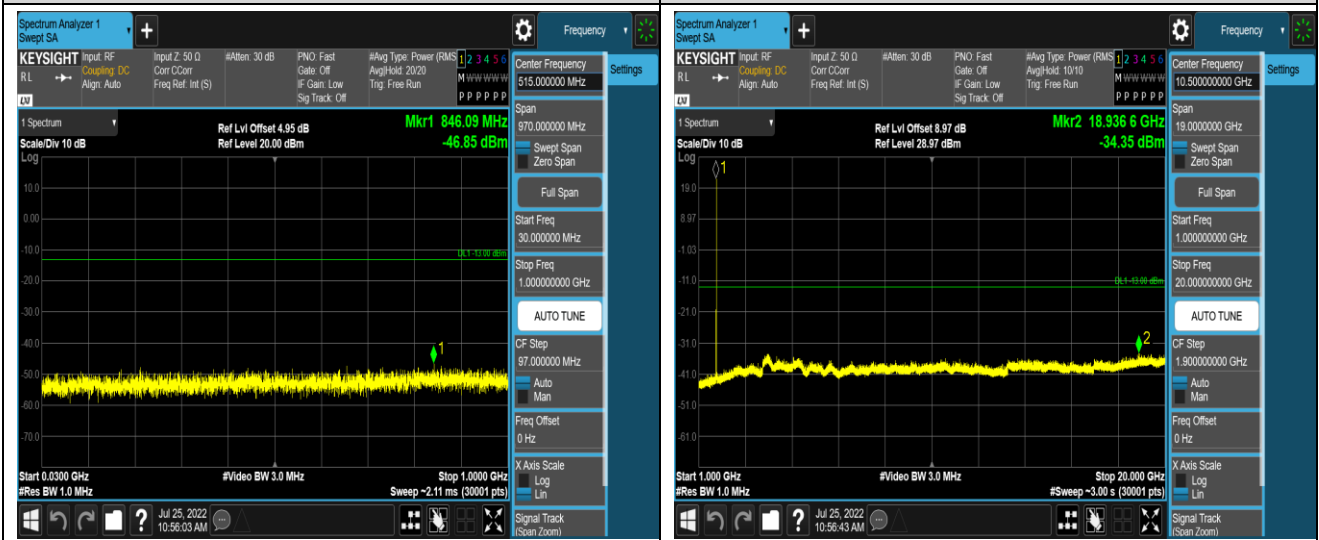 Spectrum Analyzer 1
Swept SA
+
Frequency
KEYSIGHT
RL
LXI
Input: RF
Coupling: DC
Align: Auto
Input Z: 50 Ω
Corr CCorr
Freq Ref: Int (S)
#Atten: 30 dB
PNO: Fast
Gate: Off
IF Gain: Low
Sig Track: Off
#Avg Type: Power (RMS
Avg|Hold: 20/20
Trig: Free Run
1 2 3 4 5 6
M W W W W W
P P P P P P
1 Spectrum
Scale/Div 10 dB
Log
Ref Lvl Offset 4.95 dB
Ref Level 20.00 dBm
Mkr1 846.09 MHz
-46.85 dBm
10.0
0.00
-10.0
-20.0
-30.0
-40.0
-50.0
-60.0
-70.0
DL1 -13.00 dBm
1
Start 0.0300 GHz
#Res BW 1.0 MHz
#Video BW 3.0 MHz
Stop 1.0000 GHz
Sweep ~2.11 ms (30001 pts)
Center Frequency
515.000000 MHz
Settings
Span
970.000000 MHz
Swept Span
Zero Span
Full Span
Start Freq
30.000000 MHz
Stop Freq
1.000000000 GHz
AUTO TUNE
CF Step
97.000000 MHz
Auto
Man
Freq Offset
0 Hz
X Axis Scale
Log
Lin
Signal Track
(Span Zoom)
?
Jul 25, 2022
10:56:03 AM
Spectrum Analyzer 1
Swept SA
+
Frequency
KEYSIGHT
RL
LXI
Input: RF
Coupling: DC
Align: Auto
Input Z: 50 Ω
Corr CCorr
Freq Ref: Int (S)
#Atten: 30 dB
PNO: Fast
Gate: Off
IF Gain: Low
Sig Track: Off
#Avg Type: Power (RMS
Avg|Hold: 10/10
Trig: Free Run
1 2 3 4 5 6
M W W W W W
P P P P P P
1 Spectrum
Scale/Div 10 dB
Log
Ref Lvl Offset 8.97 dB
Ref Level 28.97 dBm
Mkr2 18.936 6 GHz
-34.35 dBm
1
19.0
8.97
-1.03
-11.0
-21.0
-31.0
-41.0
-51.0
-61.0
DL1 -13.00 dBm
2
Start 1.000 GHz
#Res BW 1.0 MHz
#Video BW 3.0 MHz
Stop 20.000 GHz
#Sweep ~3.00 s (30001 pts)
Center Frequency
10.500000000 GHz
Settings
Span
19.0000000 GHz
Swept Span
Zero Span
Full Span
Start Freq
1.000000000 GHz
Stop Freq
20.000000000 GHz
AUTO TUNE
CF Step
1.900000000 GHz
Auto
Man
Freq Offset
0 Hz
X Axis Scale
Log
Lin
Signal Track
(Span Zoom)
?
Jul 25, 2022
10:56:43 AM